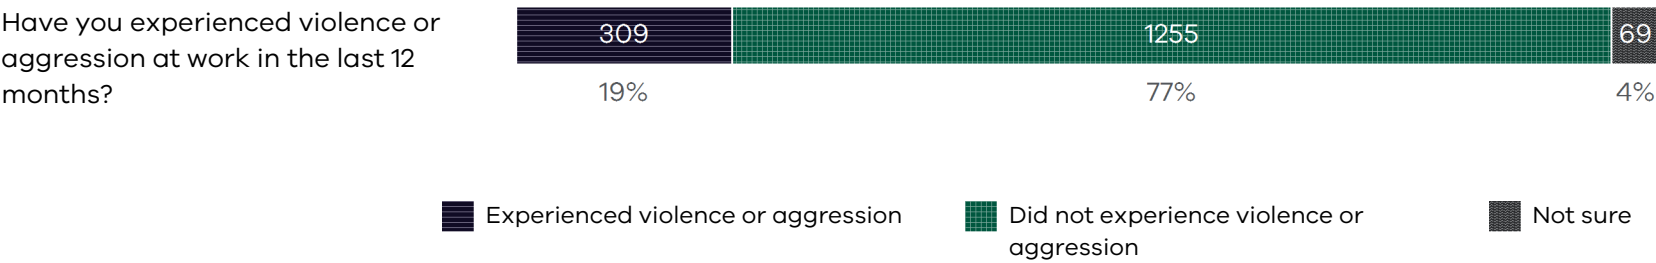 Have you experienced violence or
aggression at work in the last 12
months?
309 1255 69
19% 77% 4%
Experienced violence or aggression
Did not experience violence or
aggression
Not sure